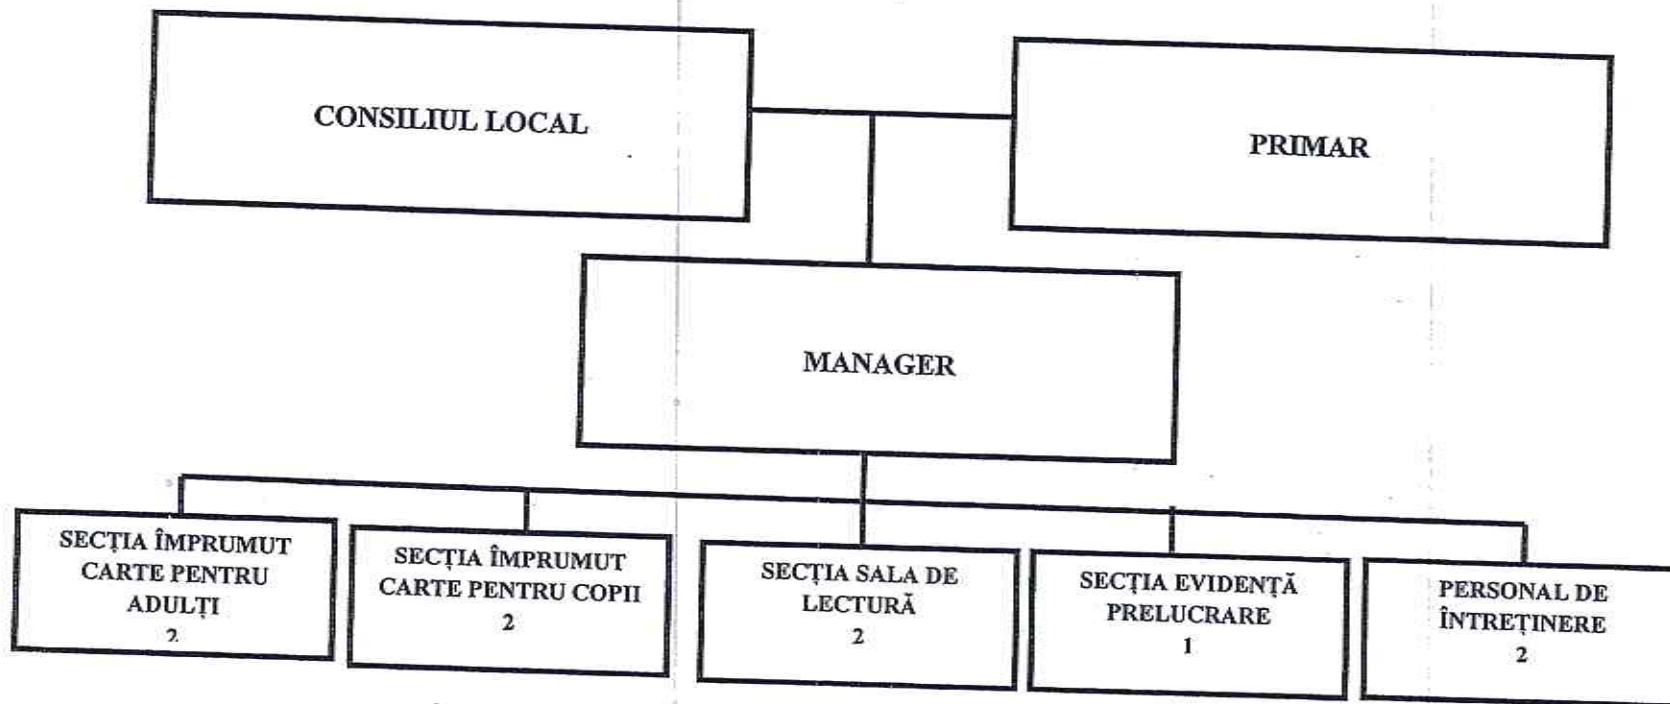 CONSILIUL LOCAL
PRIMAR
MANAGER
SECȚIA ÎMPRUMUT
CARTE PENTRU
ADULȚI
2
SECȚIA ÎMPRUMUT
CARTE PENTRU COPII
2
SECȚIA SALA DE
LECTURĂ
2
SECȚIA EVIDENȚĂ
PRELUCRARE
1
PERSONAL DE
ÎNTREȚINERE
2